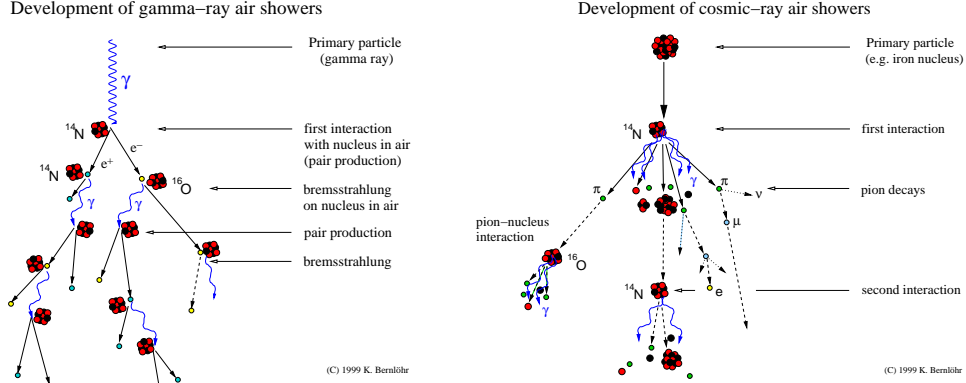 Development of gamma−ray air showers
Primary particle
(gamma ray)
γ
14N
first interaction
with nucleus in air
(pair production)
e+
e−
14N
16O
bremsstrahlung
on nucleus in air
γ
γ
pair production
bremsstrahlung
(C) 1999 K. Bernlöhr
Development of cosmic−ray air showers
Primary particle
(e.g. iron nucleus)
14N
first interaction
γ
π
π
ν
pion decays
μ
pion−nucleus
interaction
16O
γ
14N
e
second interaction
(C) 1999 K. Bernlöhr